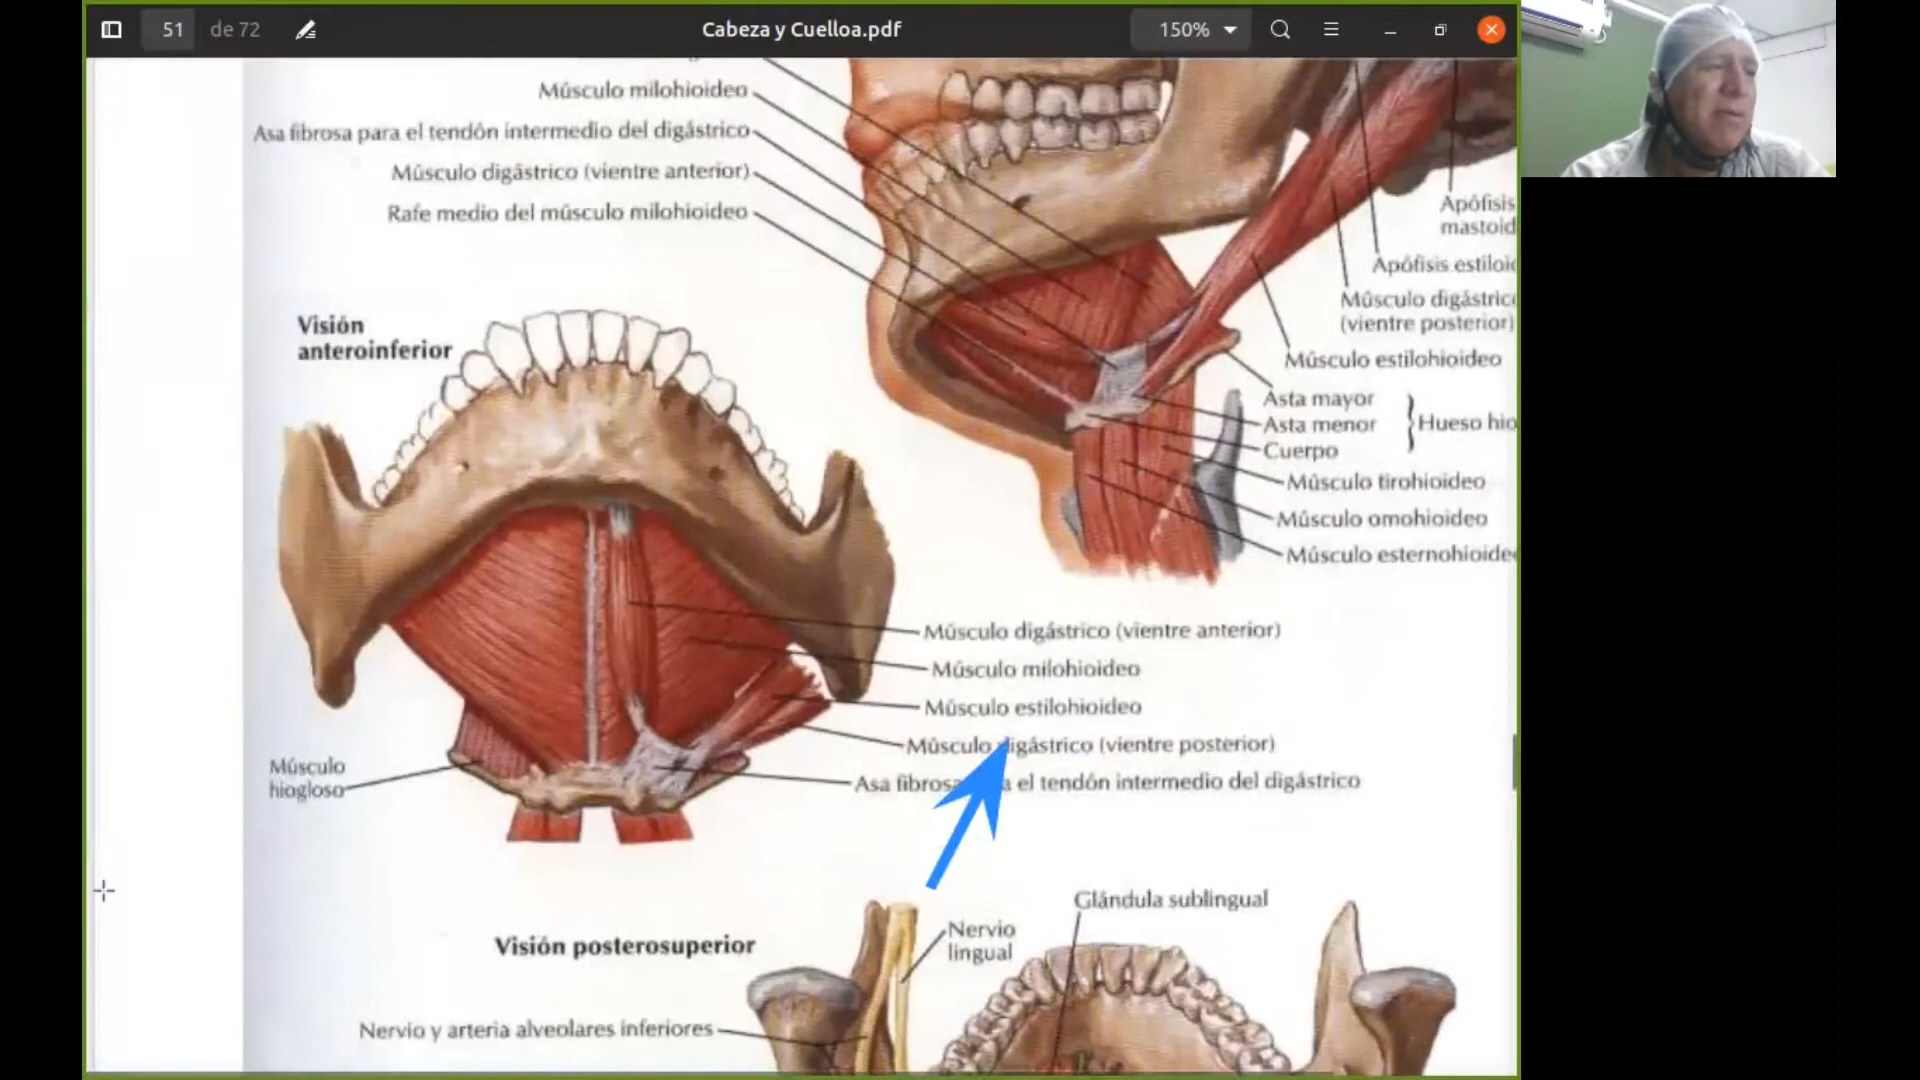 51 de 72
Cabeza y Cuelloa.pdf
150%
Músculo milohioideo
Asa fibrosa para el tendón intermedio del digástrico
Músculo digástrico (vientre anterior)
Rafe medio del músculo milohioideo
Apófisis
mastoid
Apófisis estiloid
Músculo digástric
(vientre posterior)
Músculo estilohioideo
Asta mayor
Asta menor
Cuerpo
Hueso hio
Músculo tirohioideo
Músculo omohioideo
Músculo esternohioide
Visión
anteroinferior
Músculo digástrico (vientre anterior)
Músculo milohioideo
Músculo estilohioideo
Músculo digástrico (vientre posterior)
Asa fibrosa el tendón intermedio del digástrico
Músculo
hiogloso
Visión posterosuperior
Nervio
lingual
Glándula sublingual
Nervio y arteria alveolares inferiores